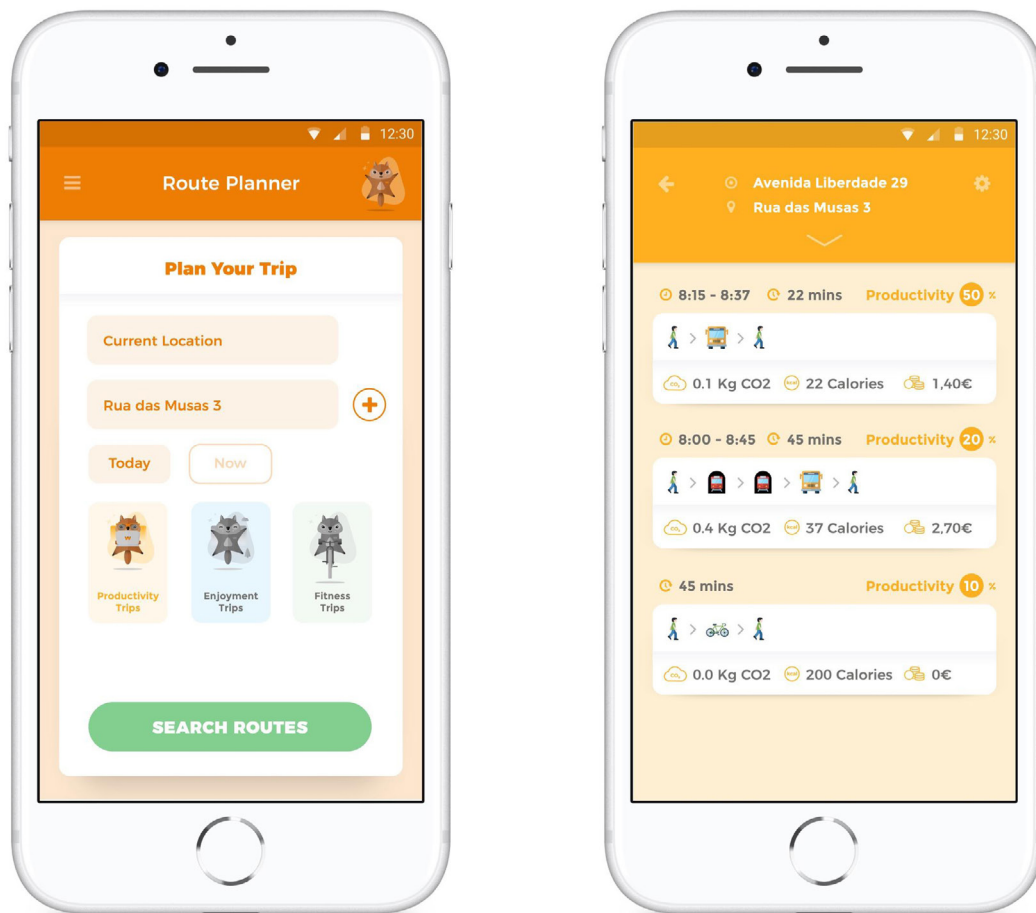 12:30
Route Planner
Plan Your Trip
Current Location
Rua das Musas 3
Today Now
Productivity Trips
Enjoyment Trips
Fitness Trips
SEARCH ROUTES
12:30
Avenida Liberdade 29
Rua das Musas 3
8:15 - 8:37 22 mins Productivity 50 %
0.1 Kg CO2 22 Calories 1,40€
8:00 - 8:45 45 mins Productivity 20 %
0.4 Kg CO2 37 Calories 2,70€
45 mins Productivity 10 %
0.0 Kg CO2 200 Calories 0€